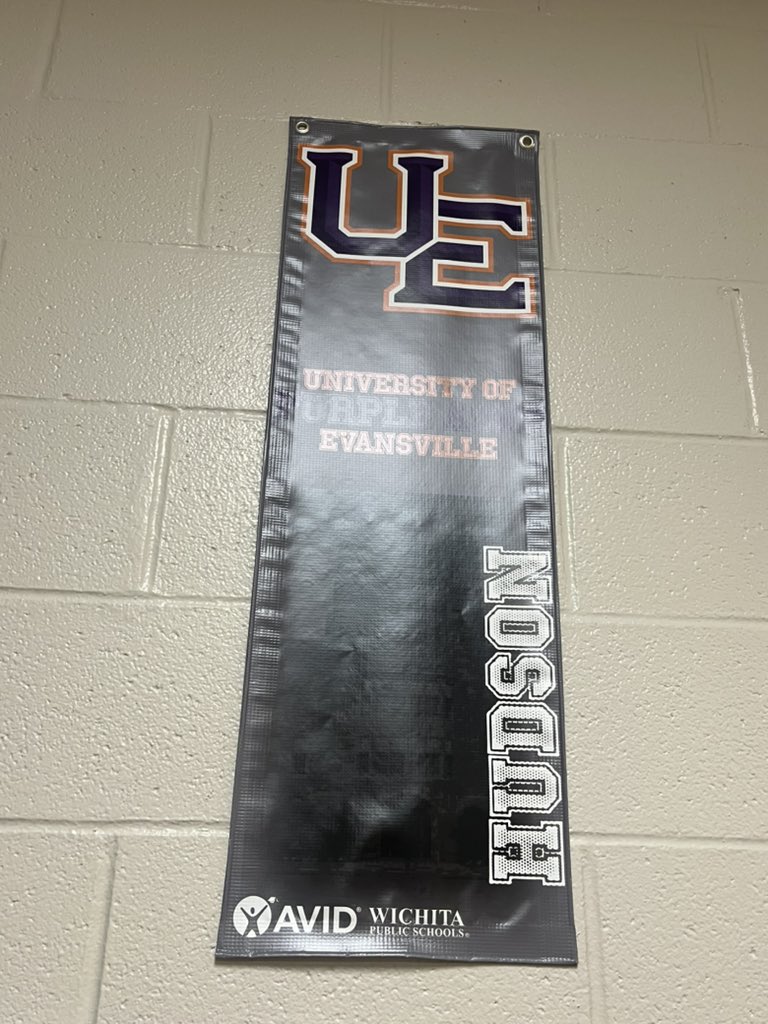 UE
UNIVERSITY OF
EVANSVILLE
HUDSON
AVID® WICHITA
PUBLIC SCHOOLS®